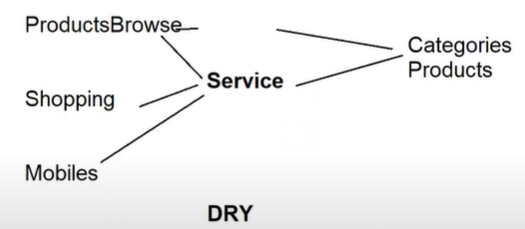 ProductsBrowse
Categories
Products
Service
Shopping
Mobiles
DRY